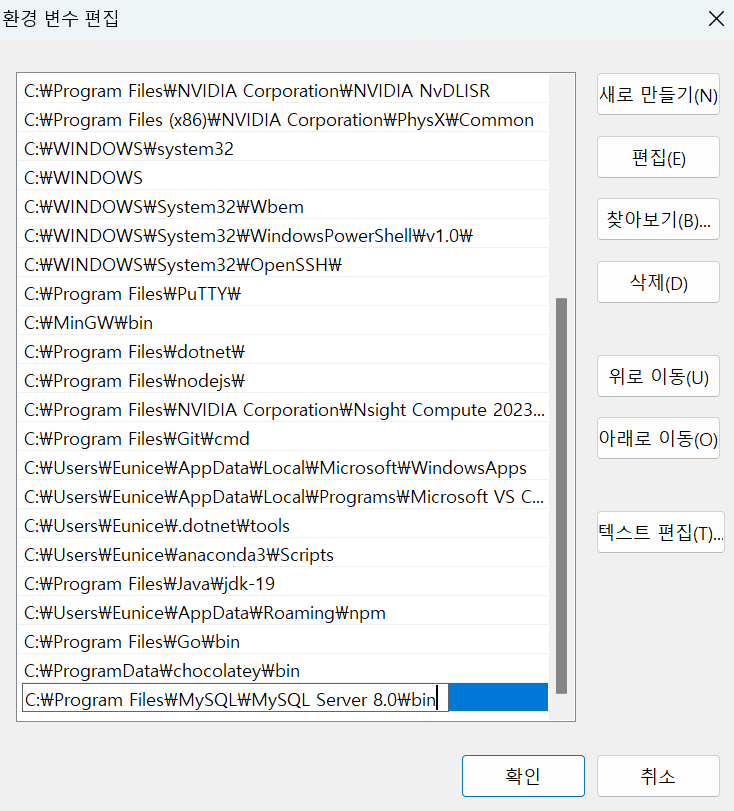 환경 변수 편집
C:₩Program Files₩NVIDIA Corporation₩NVIDIA NvDLISR
C:₩Program Files (x86)₩NVIDIA Corporation₩PhysX₩Common
C:₩WINDOWS₩system32
C:₩WINDOWS
C:₩WINDOWS₩System32₩Wbem
C:₩WINDOWS₩System32₩WindowsPowerShell₩v1.0₩
C:₩WINDOWS₩System32₩OpenSSH₩
C:₩Program Files₩PuTTY₩
C:₩MinGW₩bin
C:₩Program Files₩dotnet₩
C:₩Program Files₩nodejs₩
C:₩Program Files₩NVIDIA Corporation₩Nsight Compute 2023...
C:₩Program Files₩Git₩cmd
C:₩Users₩Eunice₩AppData₩Local₩Microsoft₩WindowsApps
C:₩Users₩Eunice₩AppData₩Local₩Programs₩Microsoft VS C...
C:₩Users₩Eunice₩.dotnet₩tools
C:₩Users₩Eunice₩anaconda3₩Scripts
C:₩Program Files₩Java₩jdk-19
C:₩Users₩Eunice₩AppData₩Roaming₩npm
C:₩Program Files₩Go₩bin
C:₩ProgramData₩chocolatey₩bin
C:₩Program Files₩MySQL₩MySQL Server 8.0₩bin
새로 만들기(N)
편집(E)
찾아보기(B)...
삭제(D)
위로 이동(U)
아래로 이동(O)
텍스트 편집(T)...
확인
취소